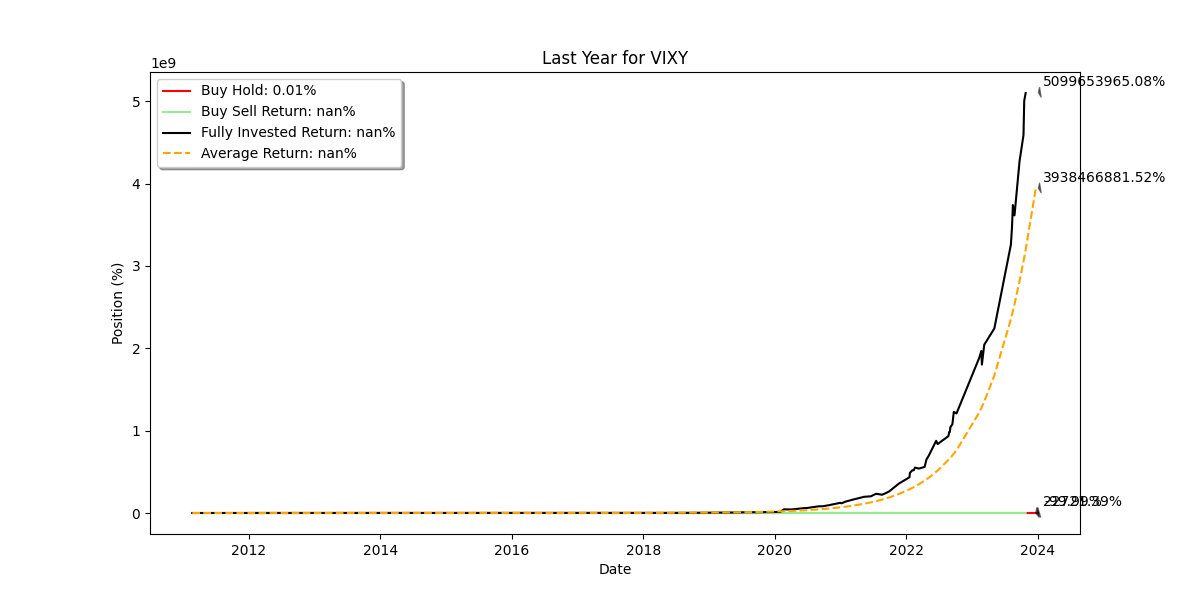 Last Year for VIXY
1e9
Buy Hold: 0.01%
Buy Sell Return: nan%
Fully Invested Return: nan%
Average Return: nan%
5099653965.08%
3938466881.52%
5
4
3
2
1
0
Position (%)
2012
2014
2016
2018
2020
2022
2024
Date